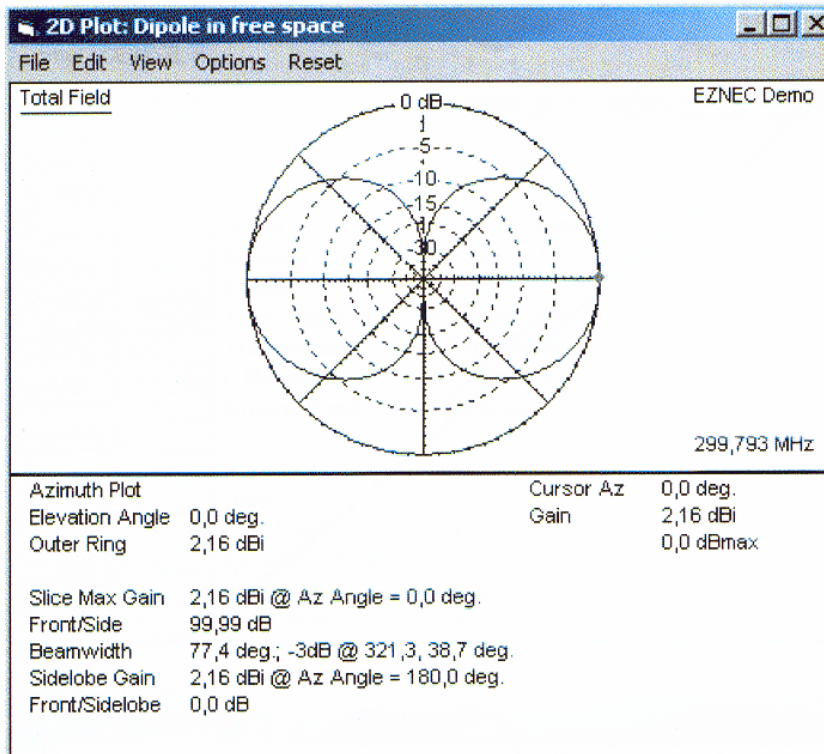 2D Plot: Dipole in free space
File Edit View Options Reset
Total Field
EZNEC Demo
0 dB
-5
-10
-15
-30
299,793 MHz
Azimuth Plot
Elevation Angle 0,0 deg.
Outer Ring 2,16 dBi
Cursor Az 0,0 deg.
Gain 2,16 dBi
0,0 dBmax
Slice Max Gain 2,16 dBi @ Az Angle = 0,0 deg.
Front/Side 99,99 dB
Beamwidth 77,4 deg.; -3dB @ 321,3, 38,7 deg.
Sidelobe Gain 2,16 dBi @ Az Angle = 180,0 deg.
Front/Sidelobe 0,0 dB